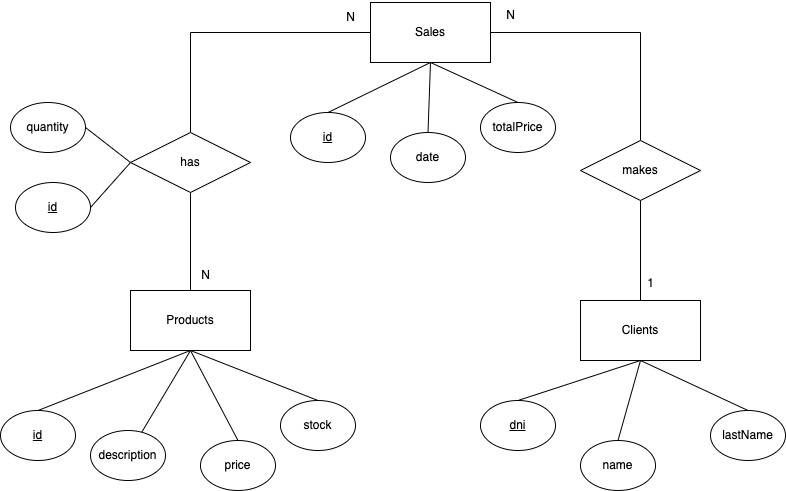 N
Sales
N
quantity
id
has
id
date
totalPrice
makes
N
1
Products
Clients
id
description
price
stock
dni
name
lastName